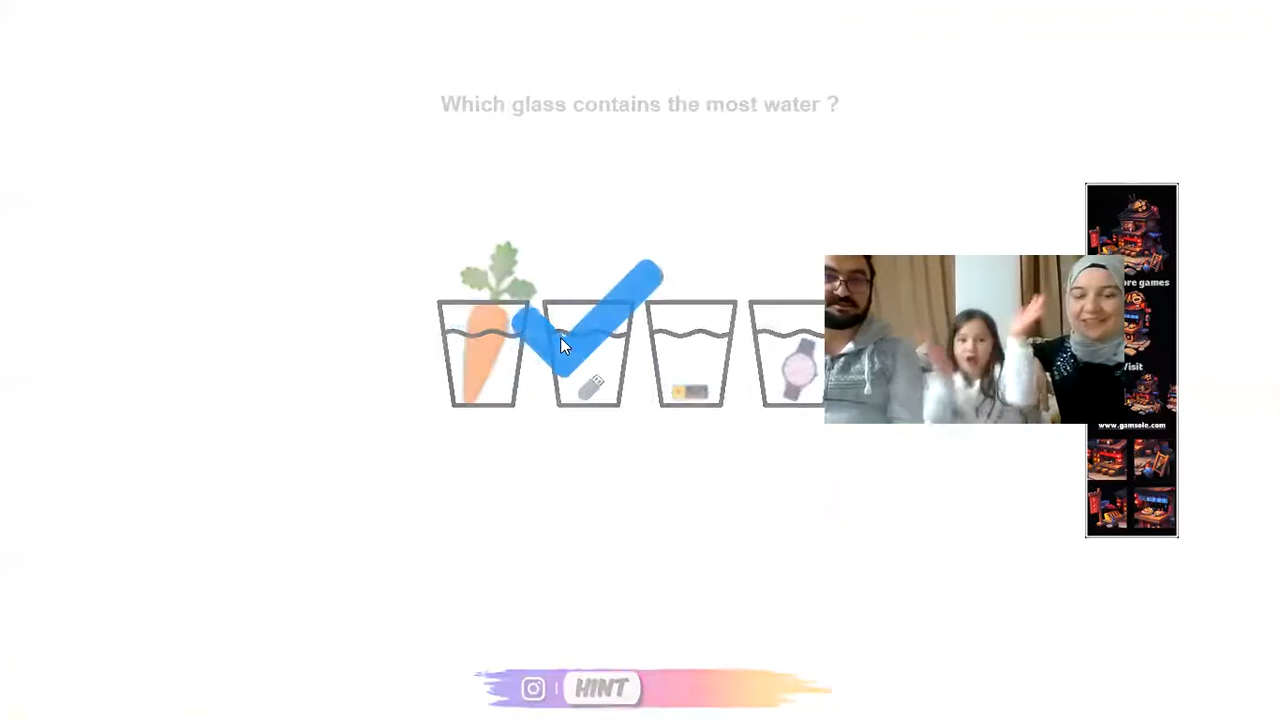 Which glass contains the most water ?
ore games
Visit
www.gamsole.com
HINT